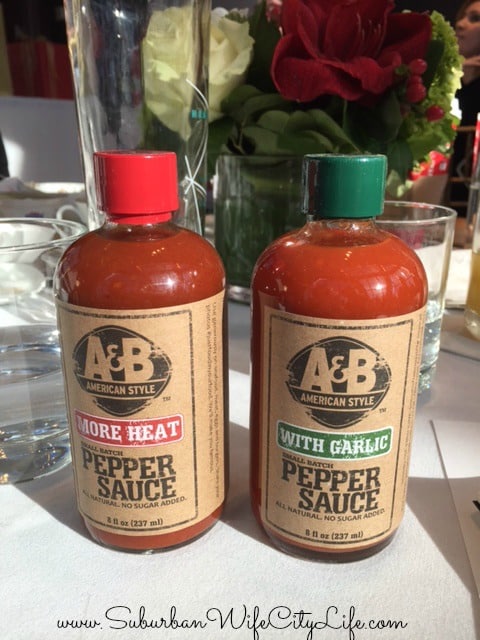 A&B
AMERICAN STYLE
TM
MORE HEAT
SMALL BATCH
PEPPER
SAUCE
ALL NATURAL. NO SUGAR ADDED.
8 fl oz (237 ml)
A&B
AMERICAN STYLE
TM
WITH GARLIC
SMALL BATCH
PEPPER
SAUCE
ALL NATURAL. NO SUGAR ADDED.
8 fl oz (237 ml)
www.SuburbanWifeCityLife.com